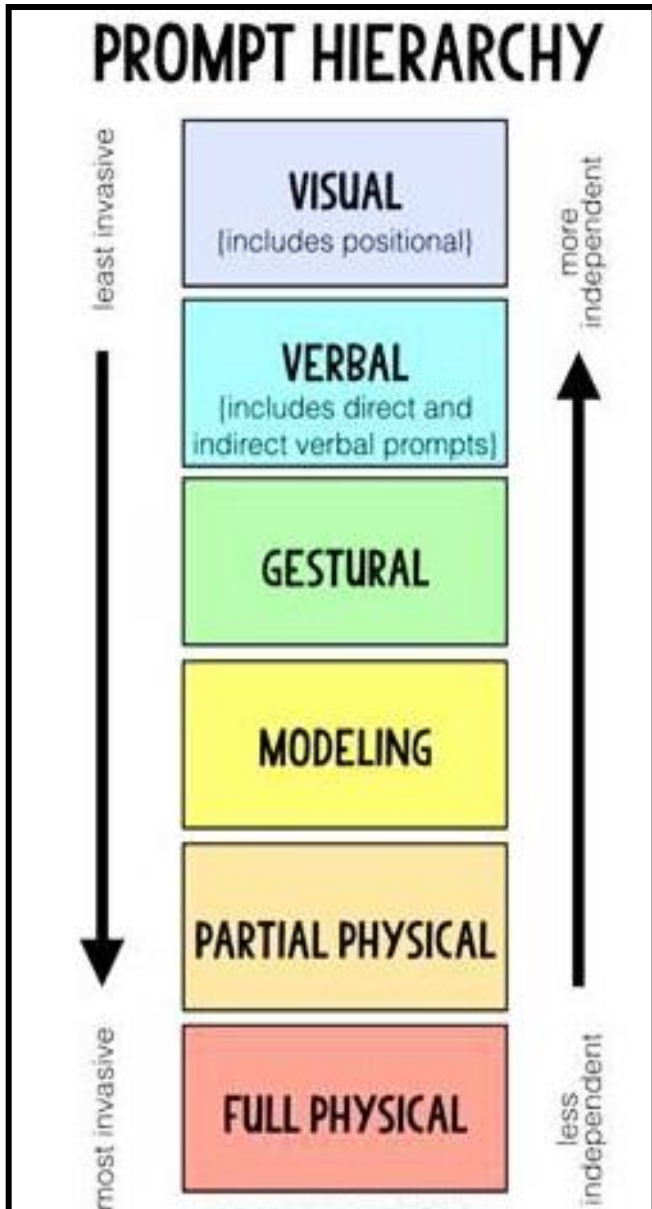 PROMPT HIERARCHY
least invasive
VISUAL
(includes positional)
more
independent
VERBAL
(includes direct and
indirect verbal prompts)
GESTURAL
MODELING
PARTIAL PHYSICAL
most invasive
FULL PHYSICAL
less
independent